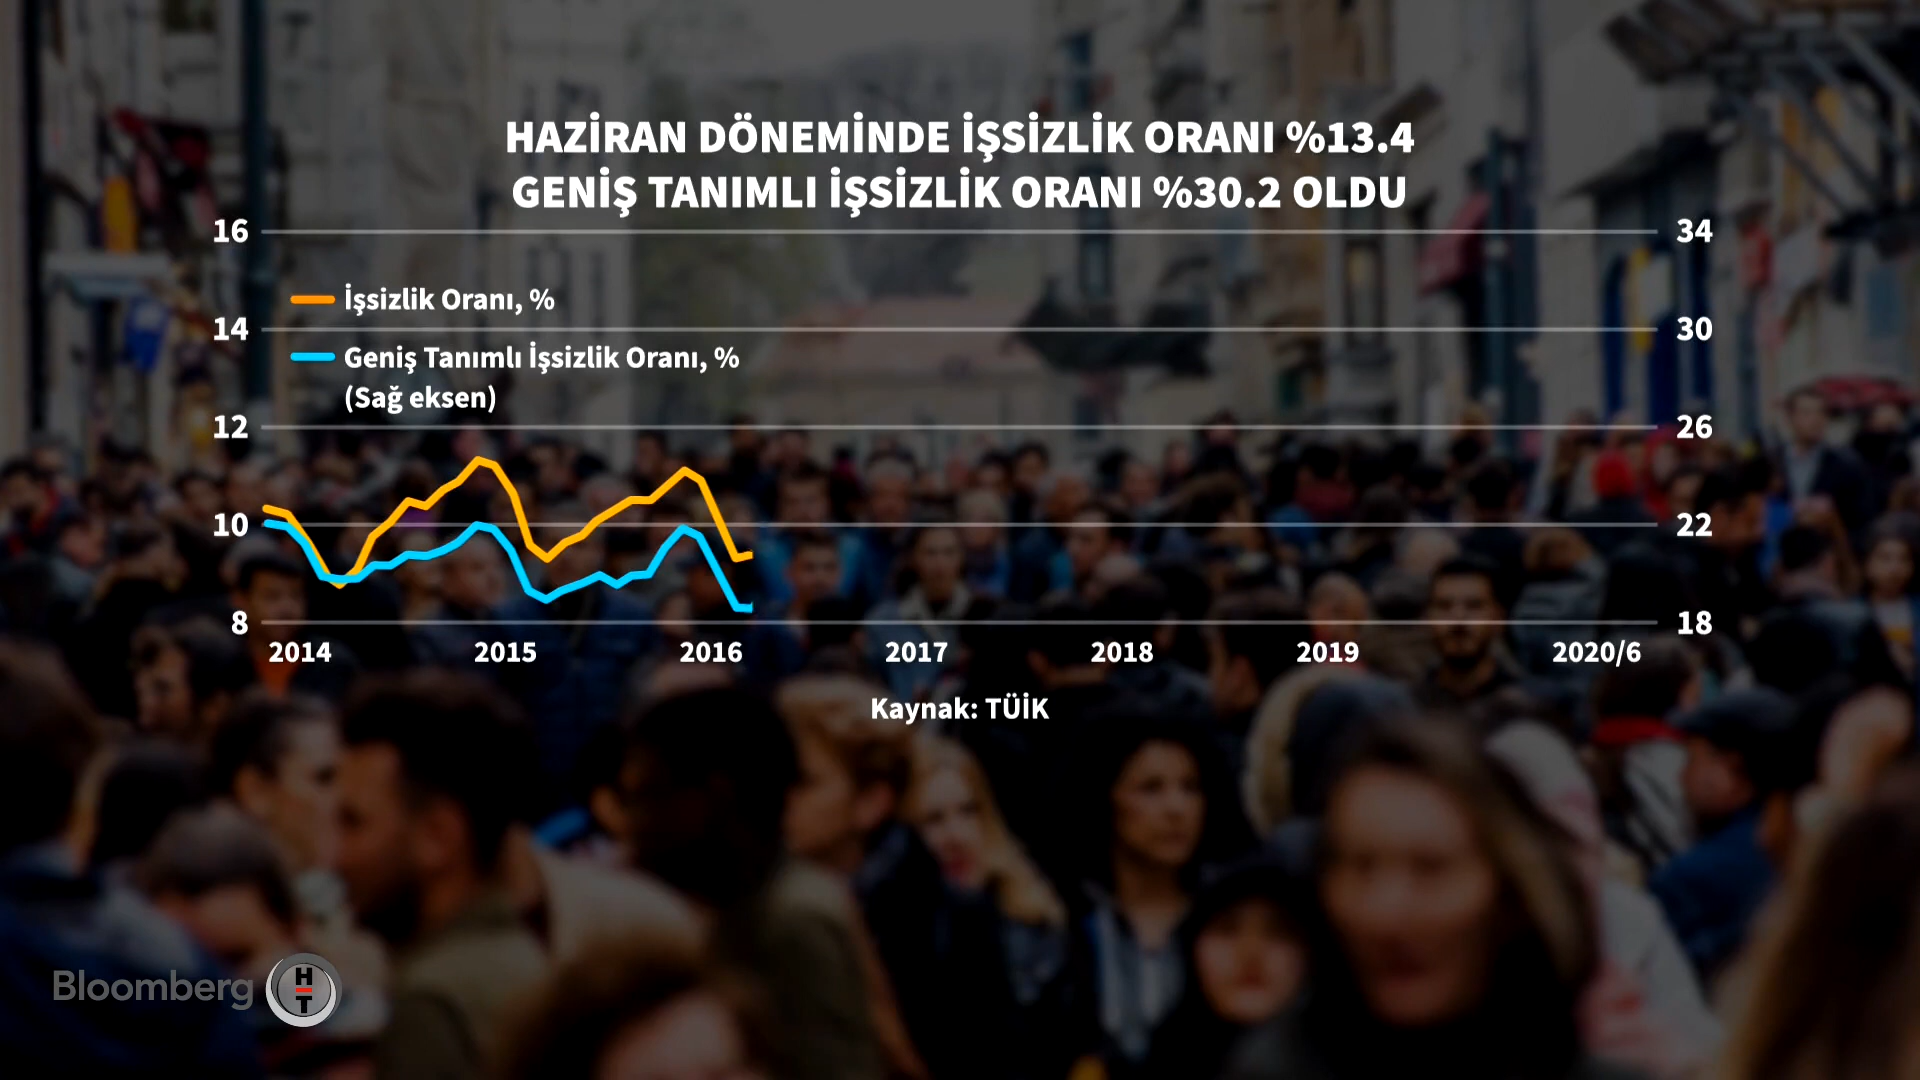 HAZİRAN DÖNEMİNDE İŞSİZLİK ORANI %13.4
GENİŞ TANIMLI İŞSİZLİK ORANI %30.2 OLDU
16
34
İşsizlik Oranı, %
14
30
Geniş Tanımlı İşsizlik Oranı, %
(Sağ eksen)
12
26
10
22
8
18
2014 2015 2016 2017 2018 2019 2020/6
Kaynak: TÜİK
Bloomberg HT